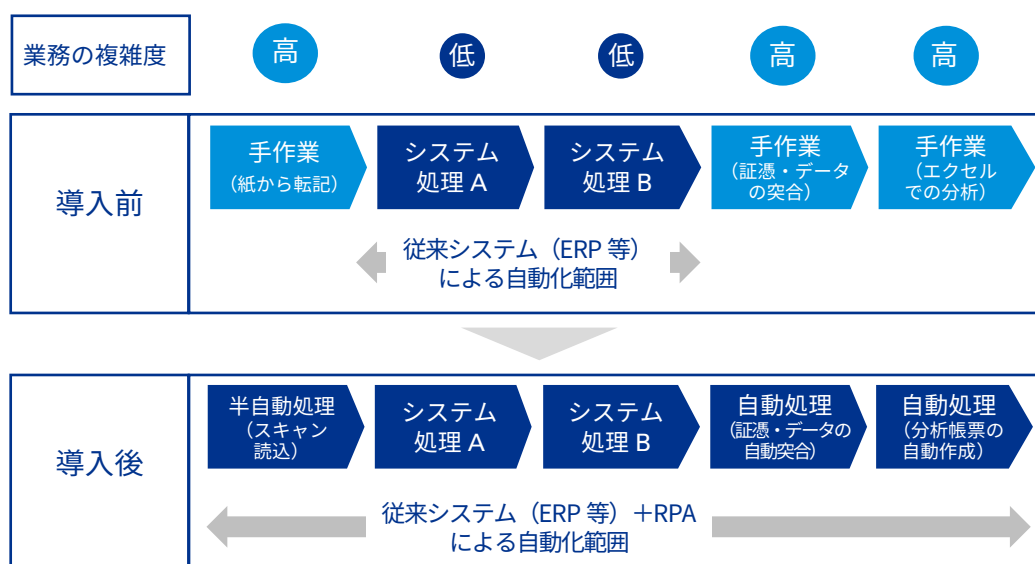 業務の複雑度
高
低
低
高
高
導入前
手作業
（紙から転記）
システム
処理 A
システム
処理 B
手作業
（証憑・データ
の突合）
手作業
（エクセル
での分析）
従来システム（ERP 等）
による自動化範囲
導入後
半自動処理
（スキャン
読込）
システム
処理 A
システム
処理 B
自動処理
（証憑・データの
自動突合）
自動処理
（分析帳票の
自動作成）
従来システム（ERP 等）＋RPA
による自動化範囲